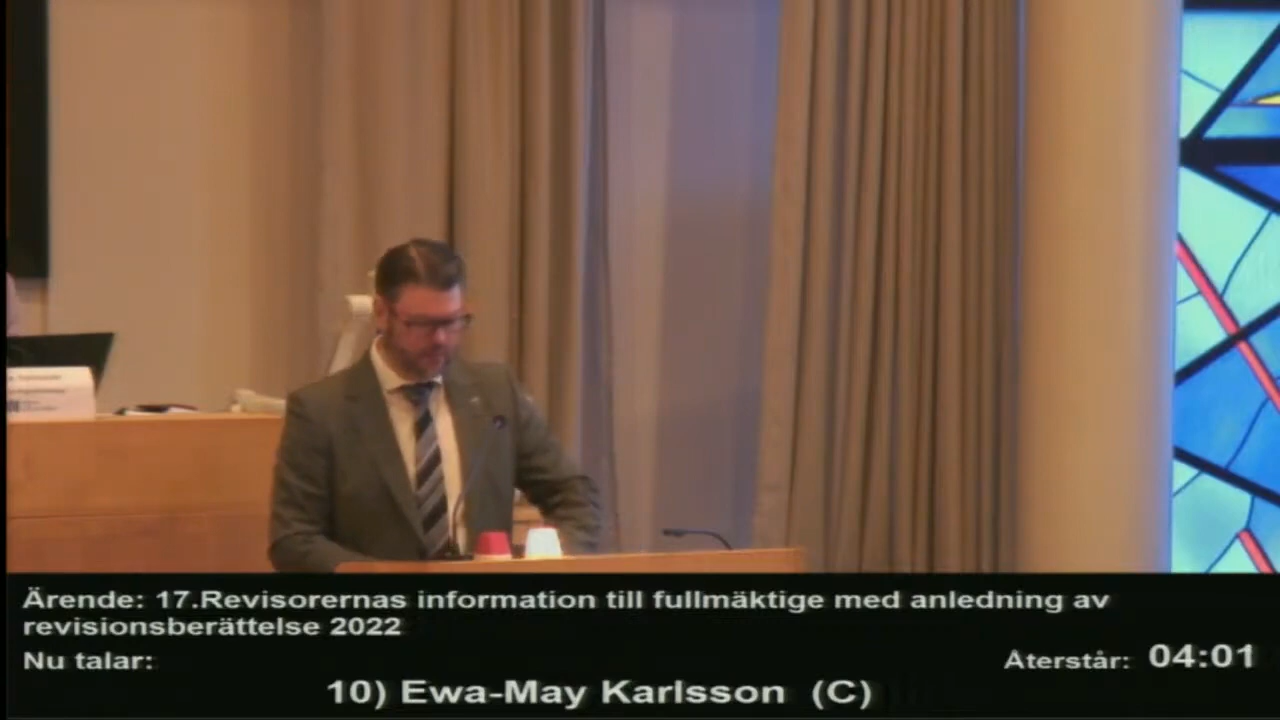 Ärende: 17.Revisorernas information till fullmäktige med anledning av
revisionsberättelse 2022
Nu talar:
Återstår: 04:01
10) Ewa-May Karlsson (C)